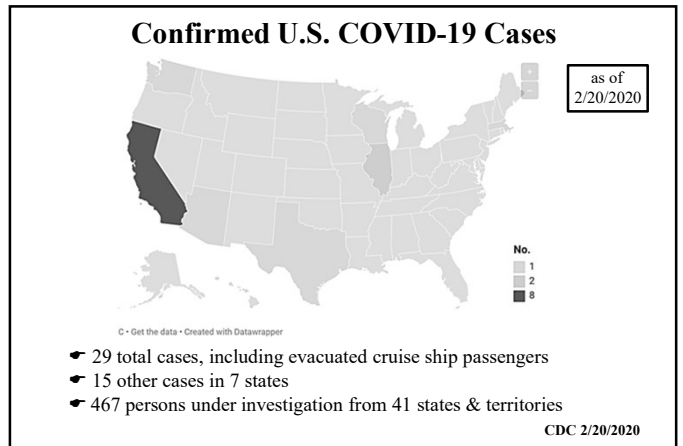 Confirmed U.S. COVID-19 Cases
as of
2/20/2020
+
−
No.
1
2
8
C • Get the data • Created with Datawrapper
☛ 29 total cases, including evacuated cruise ship passengers
☛ 15 other cases in 7 states
☛ 467 persons under investigation from 41 states & territories
CDC 2/20/2020